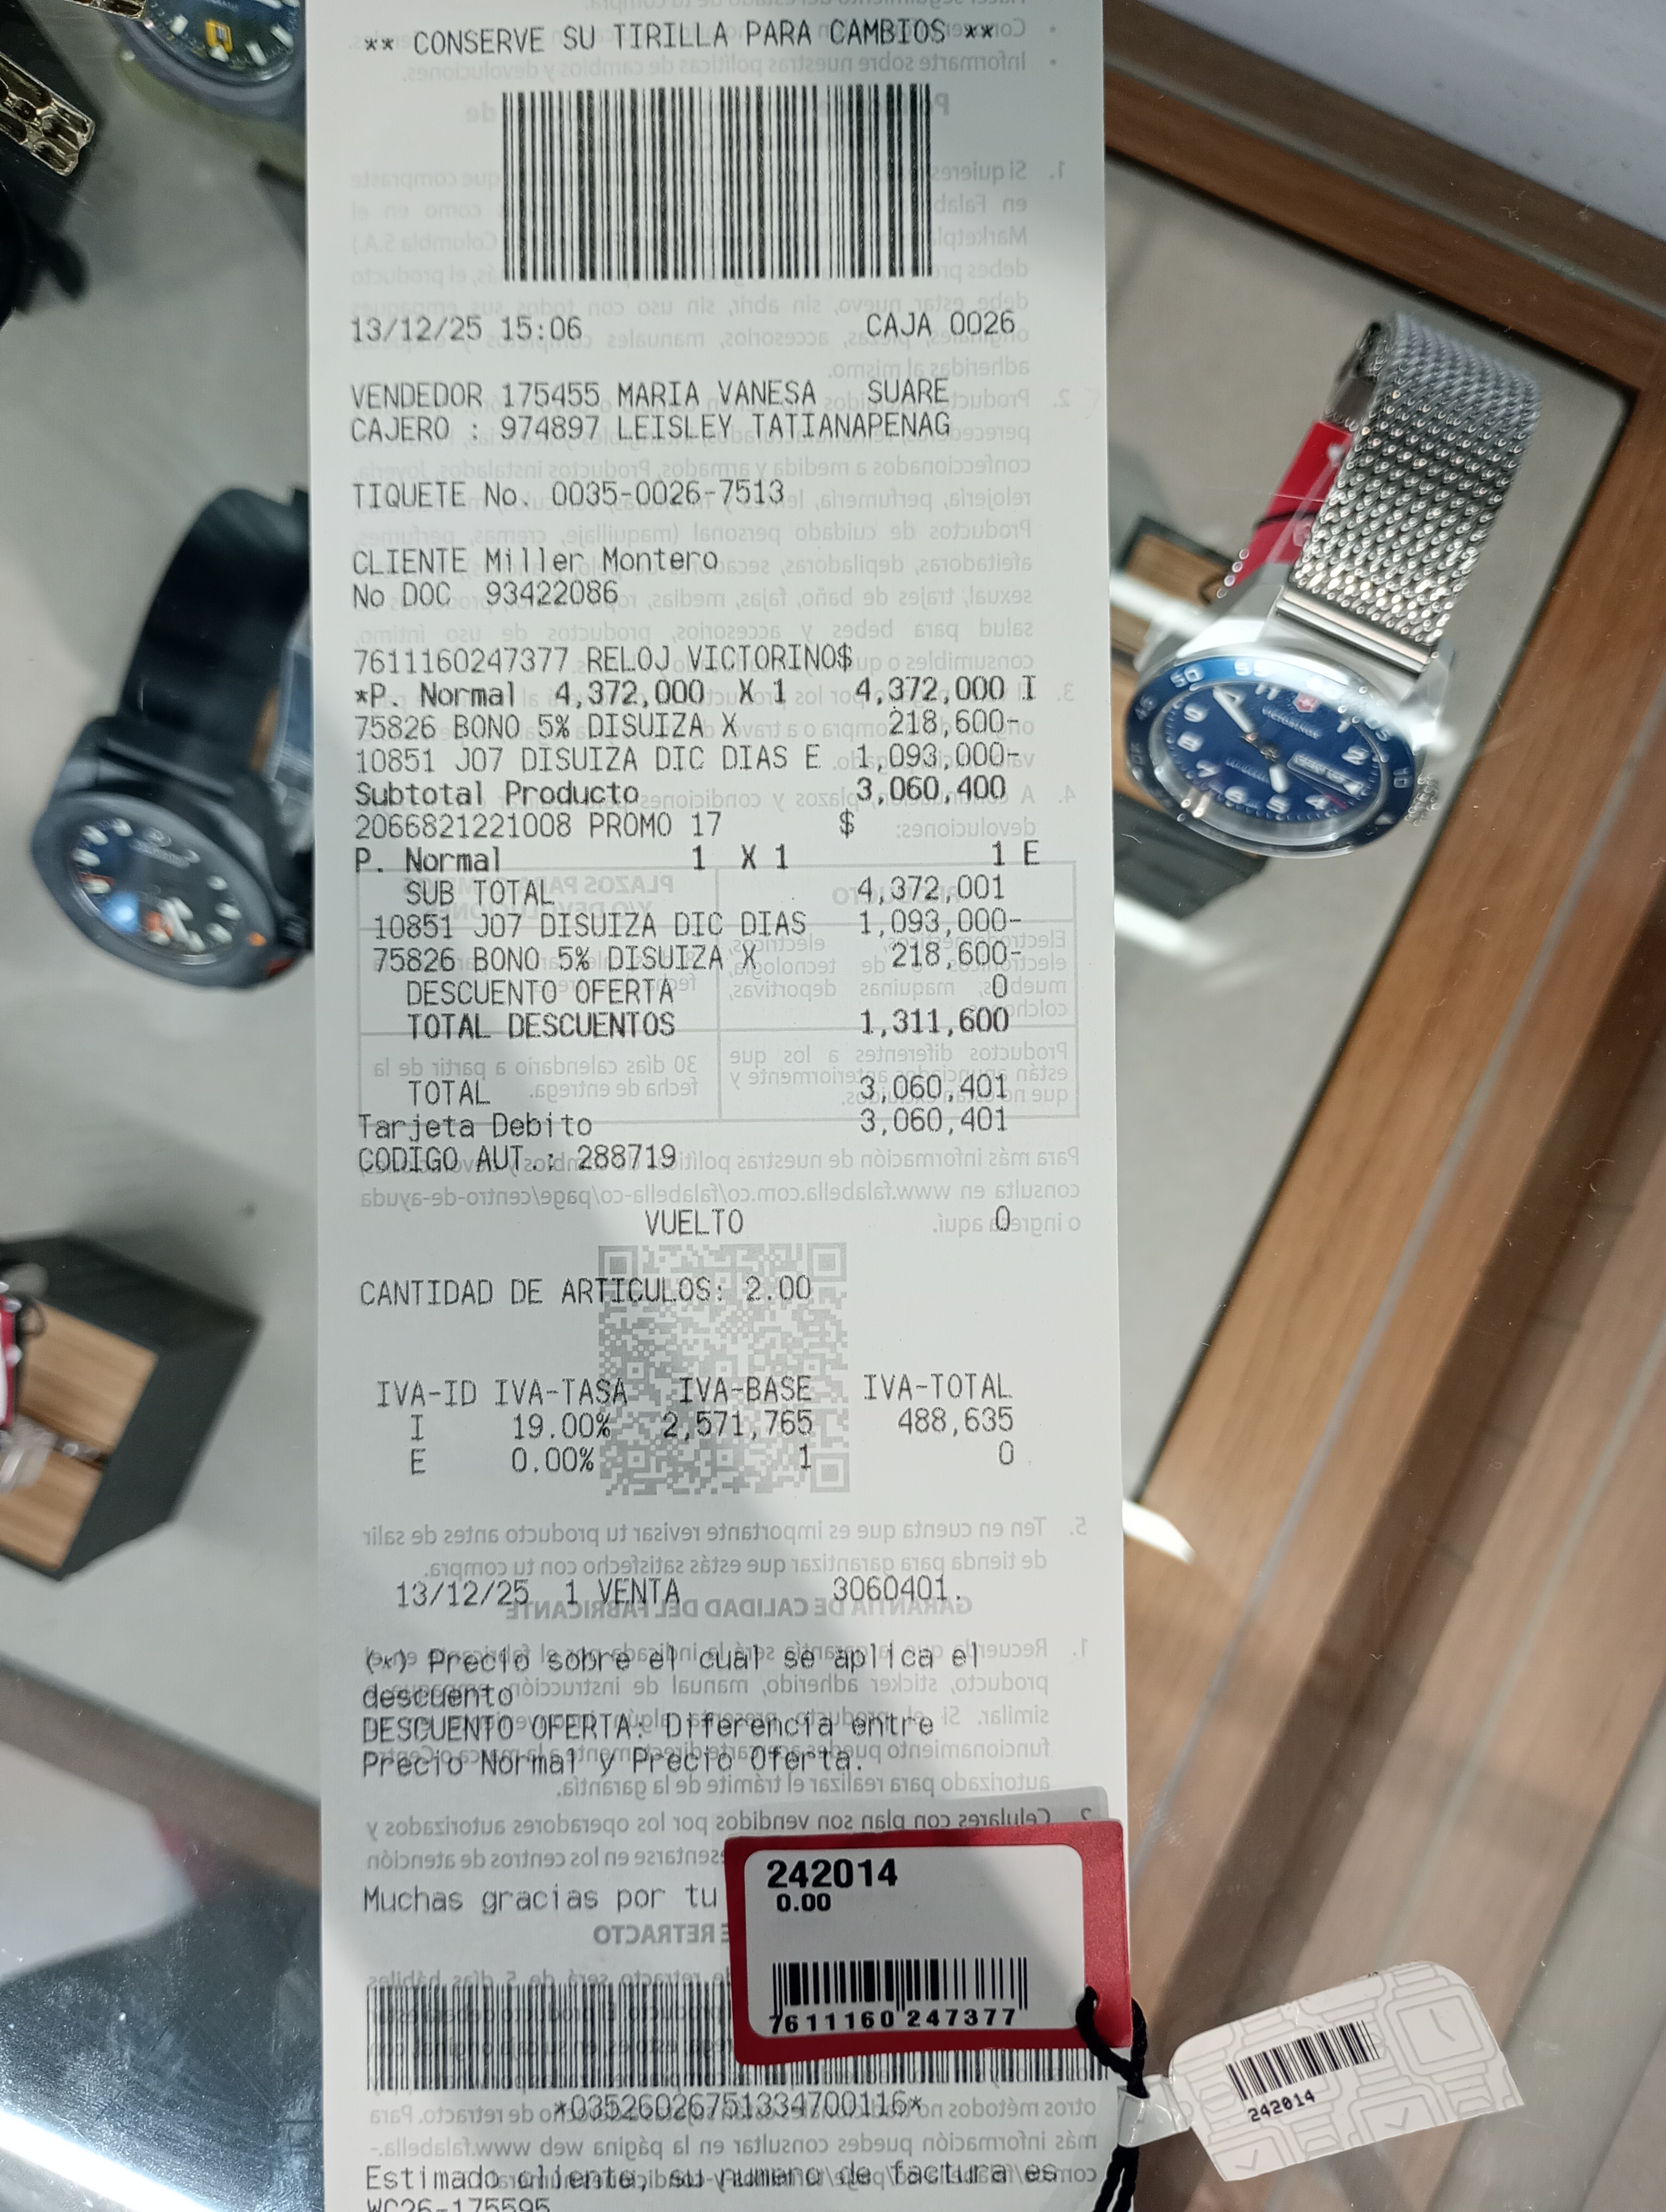 ** CONSERVE SU TIRILLA PARA CAMBIOS **
13/12/25 15:06 CAJA 0026
VENDEDOR 175455 MARIA VANESA SUARE
CAJERO : 974897 LEISLEY TATIANAPENAG
TIQUETE No. 0035-0026-7513
CLIENTE Miller Montero
No DOC 93422086
7611160247377 RELOJ VICTORINO$
*P. Normal 4,372,000 X 1 4,372,000 I
75826 BONO 5% DISUIZA X 218,600-
10851 J07 DISUIZA DIC DIAS E 1,093,000-
Subtotal Producto 3,060,400
2066821221008 PROMO 17 $
P. Normal 1 X 1 1 E
SUB TOTAL 4,372,001
10851 J07 DISUIZA DIC DIAS 1,093,000-
75826 BONO 5% DISUIZA X 218,600-
DESCUENTO OFERTA 0
TOTAL DESCUENTOS 1,311,600
TOTAL 3,060,401
Tarjeta Debito 3,060,401
CODIGO AUT.: 288719
VUELTO 0
CANTIDAD DE ARTICULOS: 2.00
IVA-ID IVA-TASA IVA-BASE IVA-TOTAL
I 19.00% 2,571,765 488,635
E 0.00% 1 0
13/12/25 1 VENTA 3060401.
(*) Precio sobre el cual se aplica el
descuento
DESCUENTO OFERTA: Diferencia entre
Precio Normal y Precio Oferta.
Muchas gracias por tu
*035260267513347001 16*
Estimado cliente, su numero de factura es
WC26-175595
242014
0.00
7611160 247377
242014
VICTORINOX